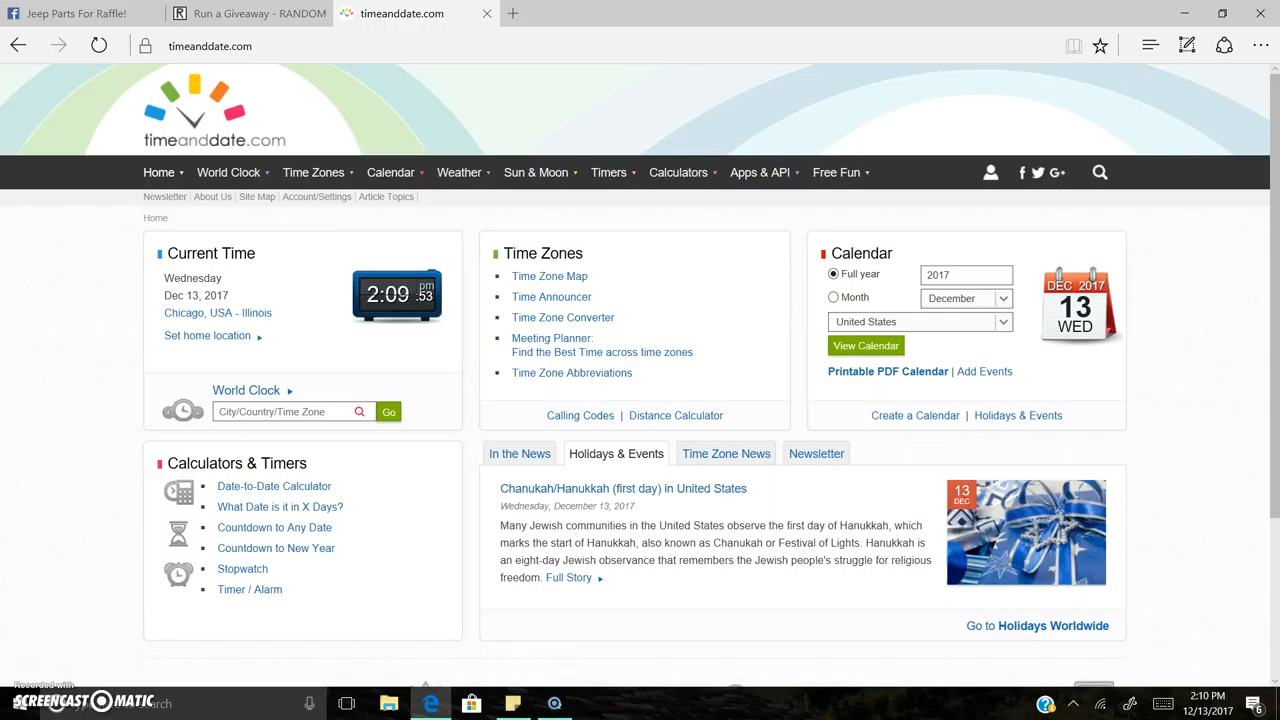 Jeep Parts For Raffle!
Run a Giveaway - RANDOM
timeanddate.com
timeanddate.com
timeanddate.com
Home World Clock Time Zones Calendar Weather Sun & Moon Timers Calculators Apps & API Free Fun
Newsletter | About Us | Site Map | Account/Settings | Article Topics |
Home
Current Time
Wednesday
Dec 13, 2017
Chicago, USA - Illinois
Set home location
2:09 pm .53
World Clock
City/Country/Time Zone Go
Time Zones
Time Zone Map
Time Announcer
Time Zone Converter
Meeting Planner:
Find the Best Time across time zones
Time Zone Abbreviations
Calling Codes | Distance Calculator
Calendar
Full year 2017
Month December
United States
View Calendar
DEC 2017
13
WED
Printable PDF Calendar | Add Events
Create a Calendar | Holidays & Events
Calculators & Timers
Date-to-Date Calculator
What Date is it in X Days?
Countdown to Any Date
Countdown to New Year
Stopwatch
Timer / Alarm
In the News Holidays & Events Time Zone News Newsletter
Chanukah/Hanukkah (first day) in United States
Wednesday, December 13, 2017
Many Jewish communities in the United States observe the first day of Hanukkah, which
marks the start of Hanukkah, also known as Chanukah or Festival of Lights. Hanukkah is
an eight-day Jewish observance that remembers the Jewish people's struggle for religious
freedom. Full Story
13
DEC
Go to Holidays Worldwide
Recorded with
SCREENCAST MATIC
search
2:10 PM
12/13/2017
6